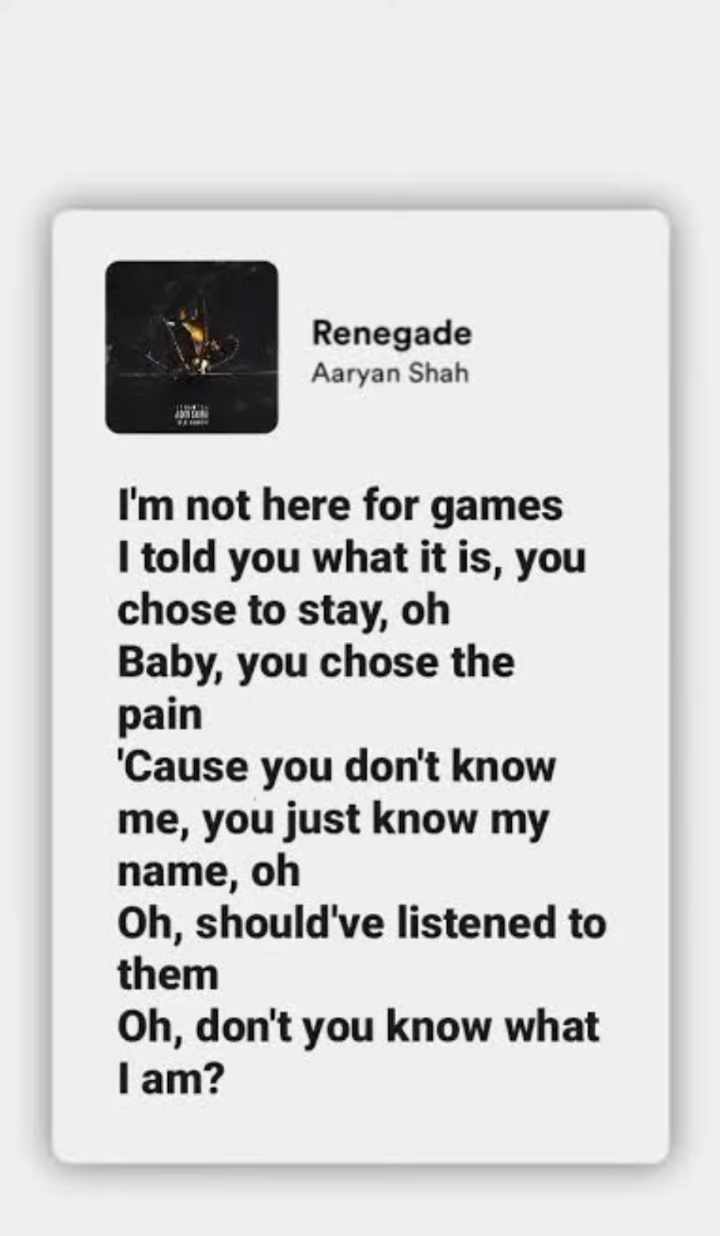 Renegade
Aaryan Shah
I'm not here for games
I told you what it is, you
chose to stay, oh
Baby, you chose the
pain
'Cause you don't know
me, you just know my
name, oh
Oh, should've listened to
them
Oh, don't you know what
I am?